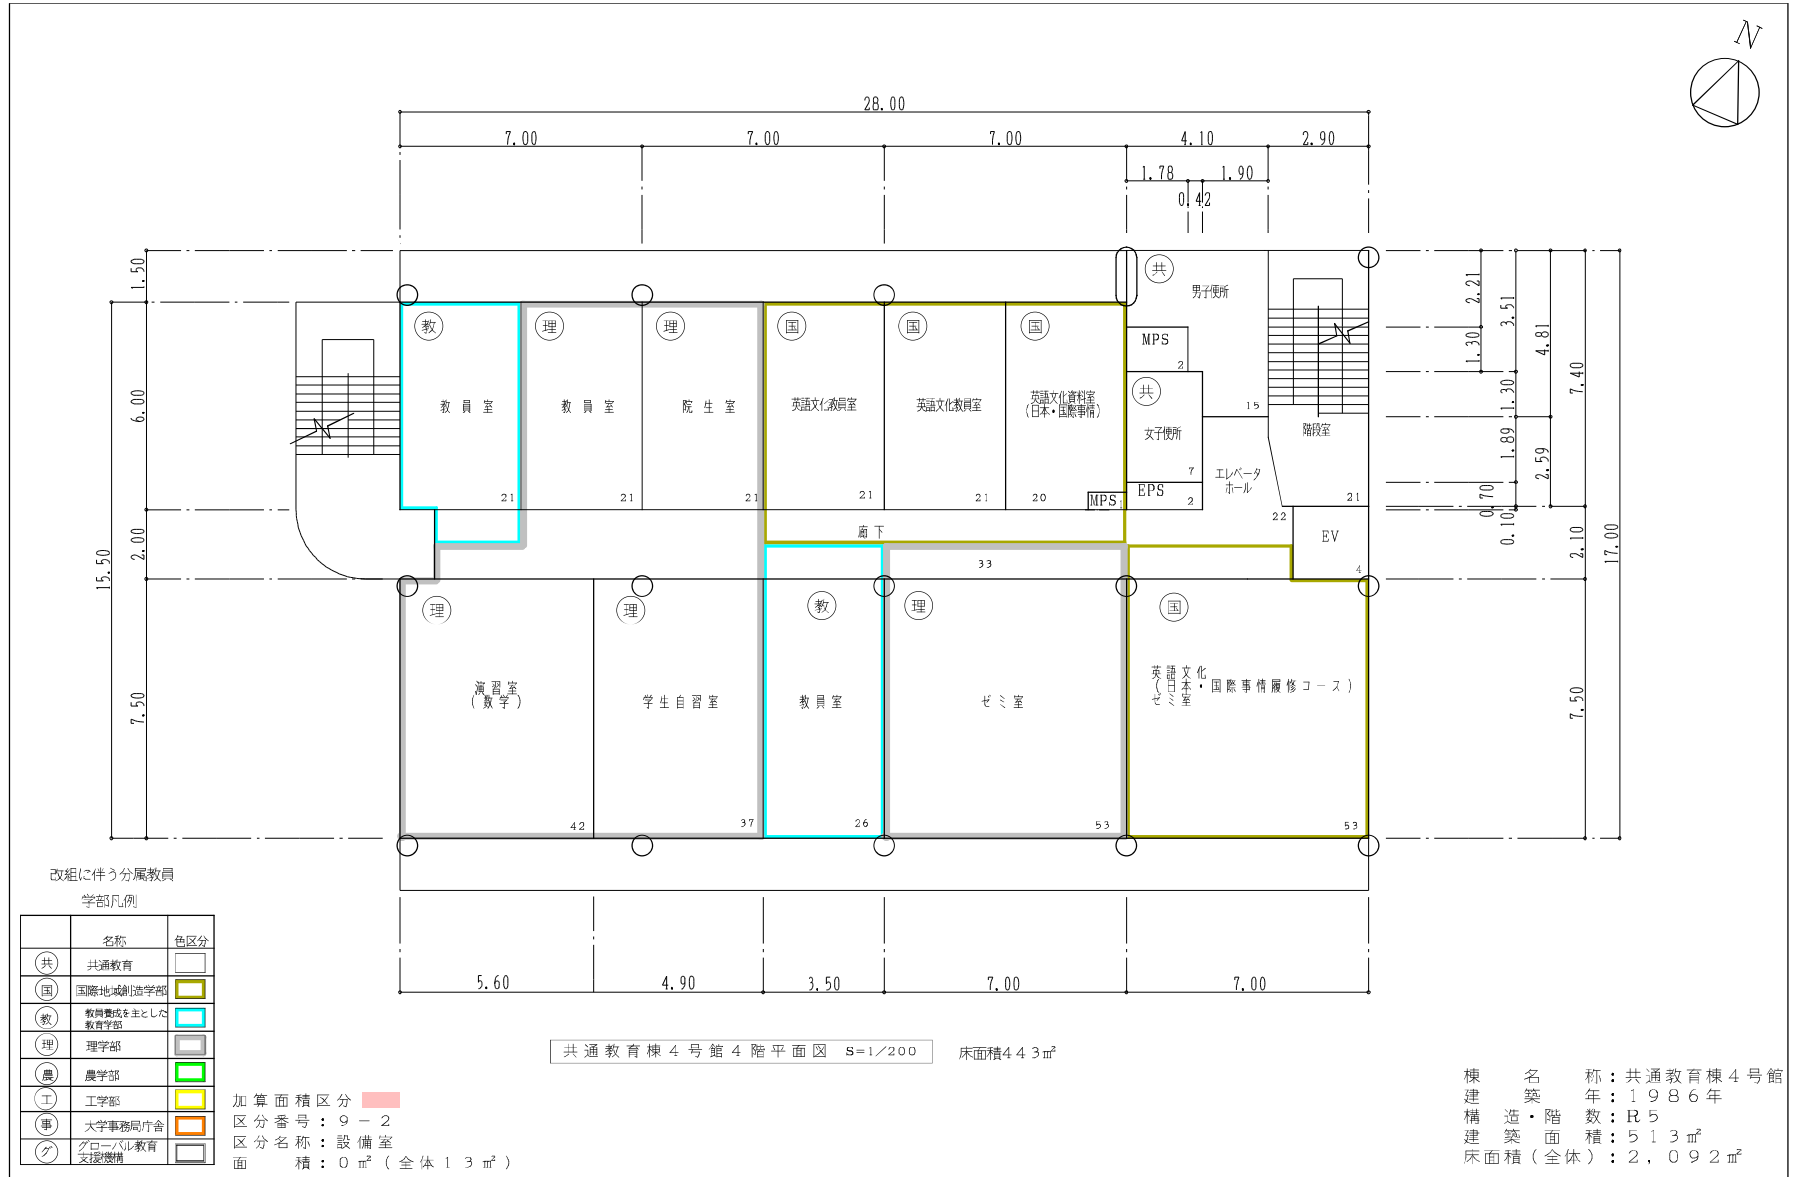 N
28.00
7.00 7.00 7.00 4.10 2.90
1.78 1.90
0.42
1.50
6.00
2.00
15.50
7.50
2.21
1.30
3.51
1.30
1.89
0.70
0.10
4.81
2.59
7.40
2.10
7.50
17.00
共
男子便所
教 理 理 国 国 国
MPS
2
共
教員室 教員室 院生室 英語文化教員室 英語文化教員室 英語文化資料室
(日本・国際事情)
15
階段室
女子便所
7
エレベータ
ホール
21 21 21 21 21 20
MPS
1
EPS
2
22
21
廊下
EV
33
4
理 理 教 理 国
演習室
(数学)
学生自習室
教員室
ゼミ室
英語文化
(日本・国際事情履修コース)
ゼミ室
42 37 26 53 53
5.60 4.90 3.50 7.00 7.00
共通教育棟4号館4階平面図 S=1/200
床面積443㎡
改組に伴う分属教員
学部凡例
名称 色区分
共 共通教育
国 国際地域創造学部
教 教員養成を主とした
教育学部
理 理学部
農 農学部
工 工学部
事 大学事務局庁舎
グ グローバル教育
支援機構
加算面積区分
区分番号:9-2
区分名称:設備室
面積:0㎡(全体13㎡)
棟名称:共通教育棟4号館
建築年:1986年
構造・階数:R5
建築面積:513㎡
床面積(全体):2,092㎡